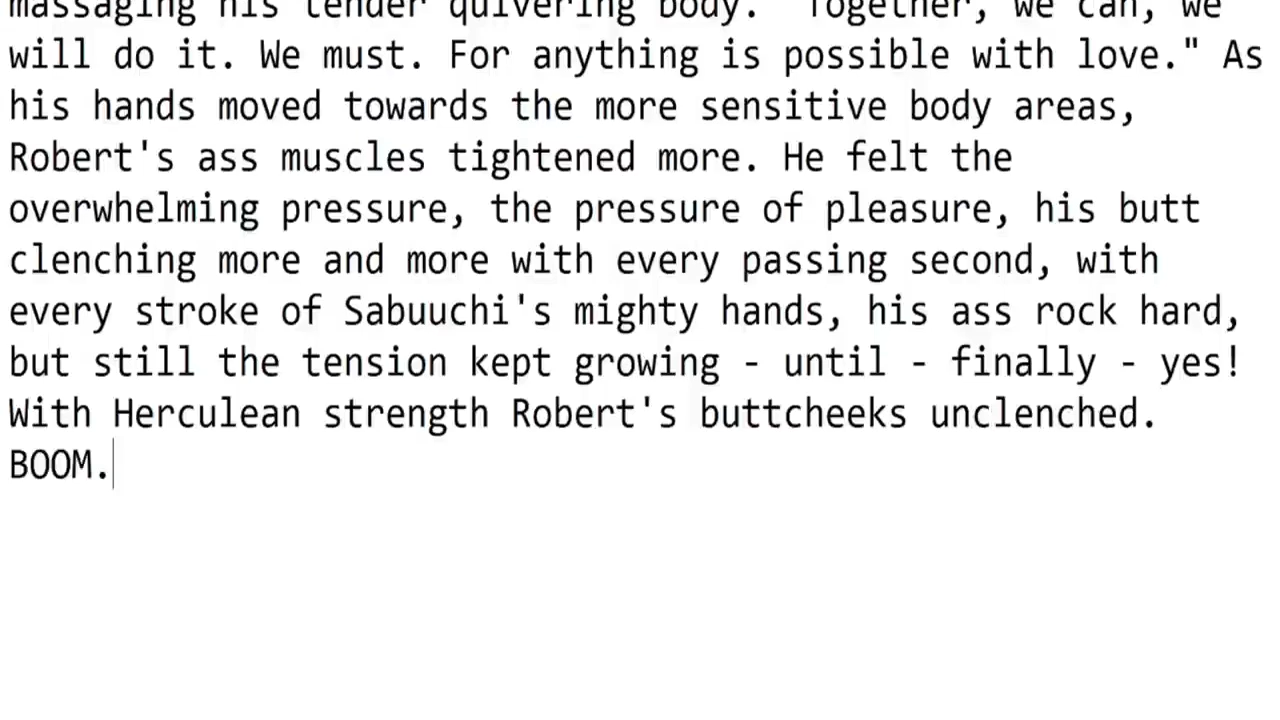 massaging his tender quivering body. "Together, we can, we
will do it. We must. For anything is possible with love." As
his hands moved towards the more sensitive body areas,
Robert's ass muscles tightened more. He felt the
overwhelming pressure, the pressure of pleasure, his butt
clenching more and more with every passing second, with
every stroke of Sabuuchi's mighty hands, his ass rock hard,
but still the tension kept growing - until - finally - yes!
With Herculean strength Robert's buttcheeks unclenched.
BOOM.